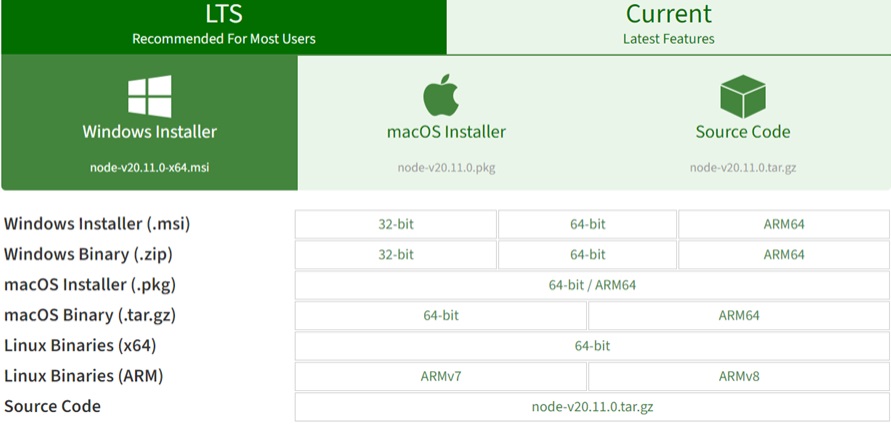 LTS
Recommended For Most Users
Current
Latest Features
Windows Installer
node-v20.11.0-x64.msi
macOS Installer
node-v20.11.0.pkg
Source Code
node-v20.11.0.tar.gz
Windows Installer (.msi) 32-bit 64-bit ARM64
Windows Binary (.zip) 32-bit 64-bit ARM64
macOS Installer (.pkg) 64-bit / ARM64
macOS Binary (.tar.gz) 64-bit ARM64
Linux Binaries (x64) 64-bit
Linux Binaries (ARM) ARMv7 ARMv8
Source Code node-v20.11.0.tar.gz